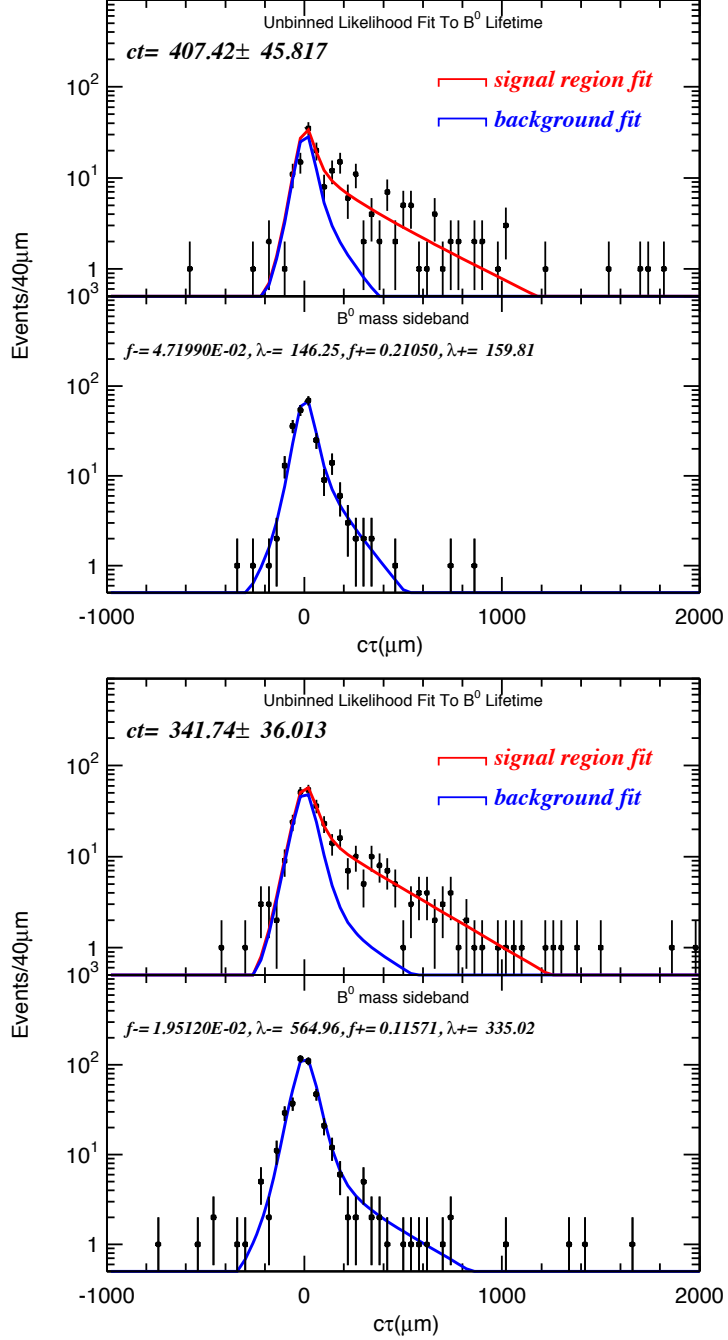 Unbinned Likelihood Fit To B⁰ Lifetime
ct= 407.42± 45.817
signal region fit
background fit
10²
10
1
10³
B⁰ mass sideband
f-= 4.71990E-02, λ-= 146.25, f+= 0.21050, λ+= 159.81
10²
10
1
Events/40μm
-1000 0 1000 2000
cτ(μm)
Unbinned Likelihood Fit To B⁰ Lifetime
ct= 341.74± 36.013
signal region fit
background fit
10²
10
1
10³
B⁰ mass sideband
f-= 1.95120E-02, λ-= 564.96, f+= 0.11571, λ+= 335.02
10²
10
1
Events/40μm
-1000 0 1000 2000
cτ(μm)